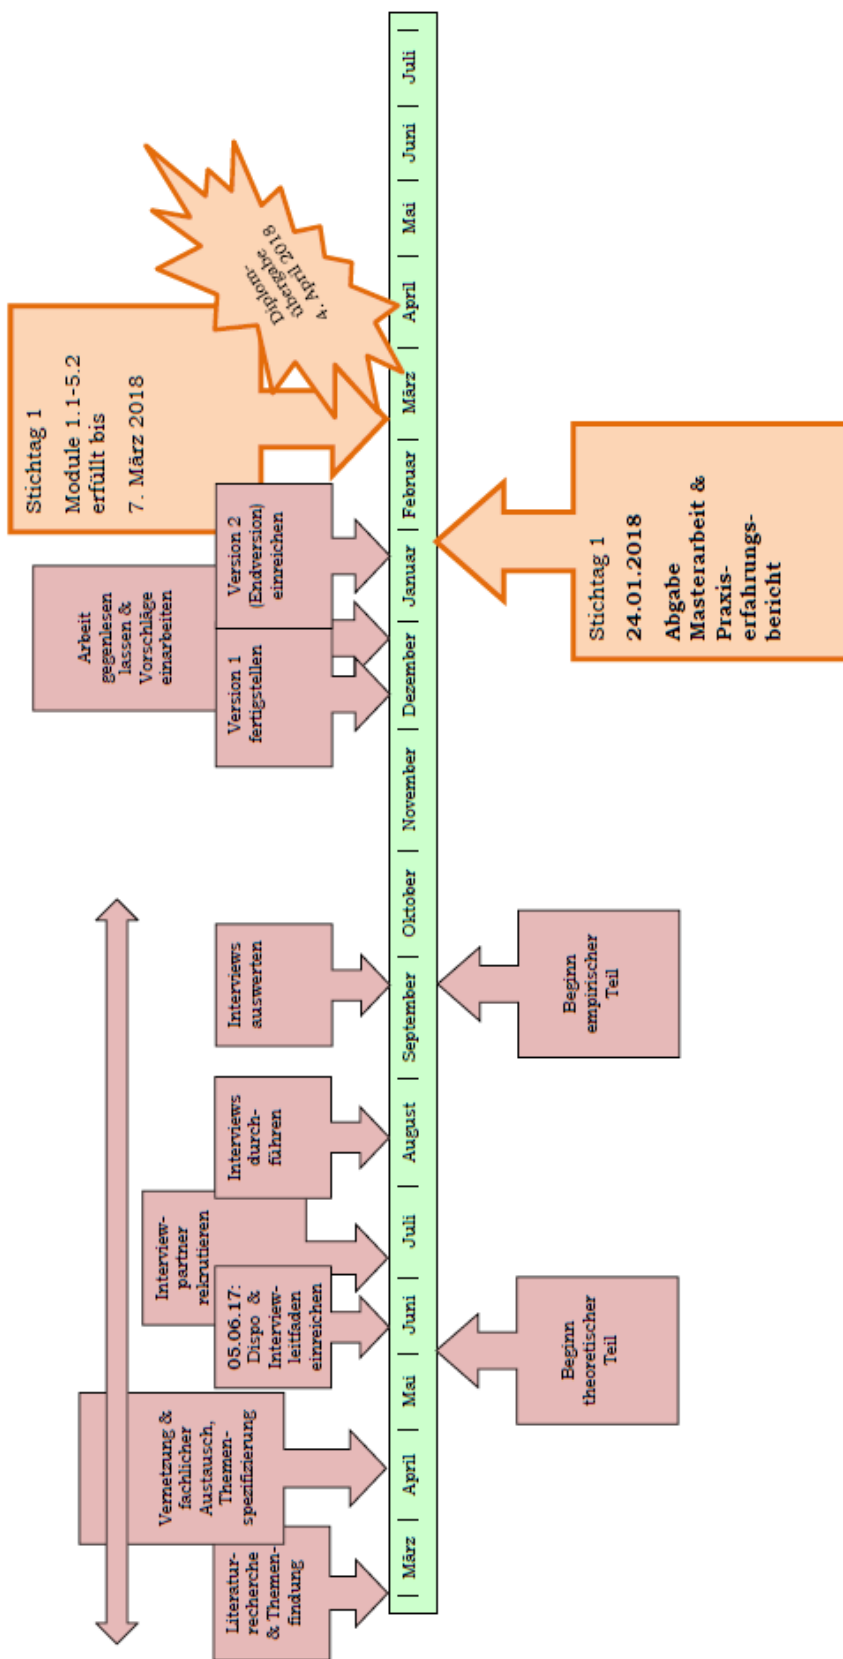 Literatur-
recherche
& Themen-
findung
Vernetzung &
fachlicher
Austausch,
Themen-
spezifizierung
05.06.17:
Dispo &
Interview-
leitfaden
einreichen
Interview-
partner
rekrutieren
Interviews
durch-
führen
Interviews
auswerten
Version 1
fertigstellen
Arbeit
gegenlesen
lassen &
Vorschläge
einarbeiten
Version 2
(Endversion)
einreichen
Stichtag 1
Module 1.1-5.2
erfüllt bis
7. März 2018
Diplom-
übergabe
4. April 2018
| März | April | Mai | Juni | Juli | August | September | Oktober | November | Dezember | Januar | Februar | März | April | Mai | Juni | Juli |
Beginn
theoretischer
Teil
Beginn
empirischer
Teil
Stichtag 1
24.01.2018
Abgabe
Masterarbeit &
Praxis-
erfahrungs-
bericht